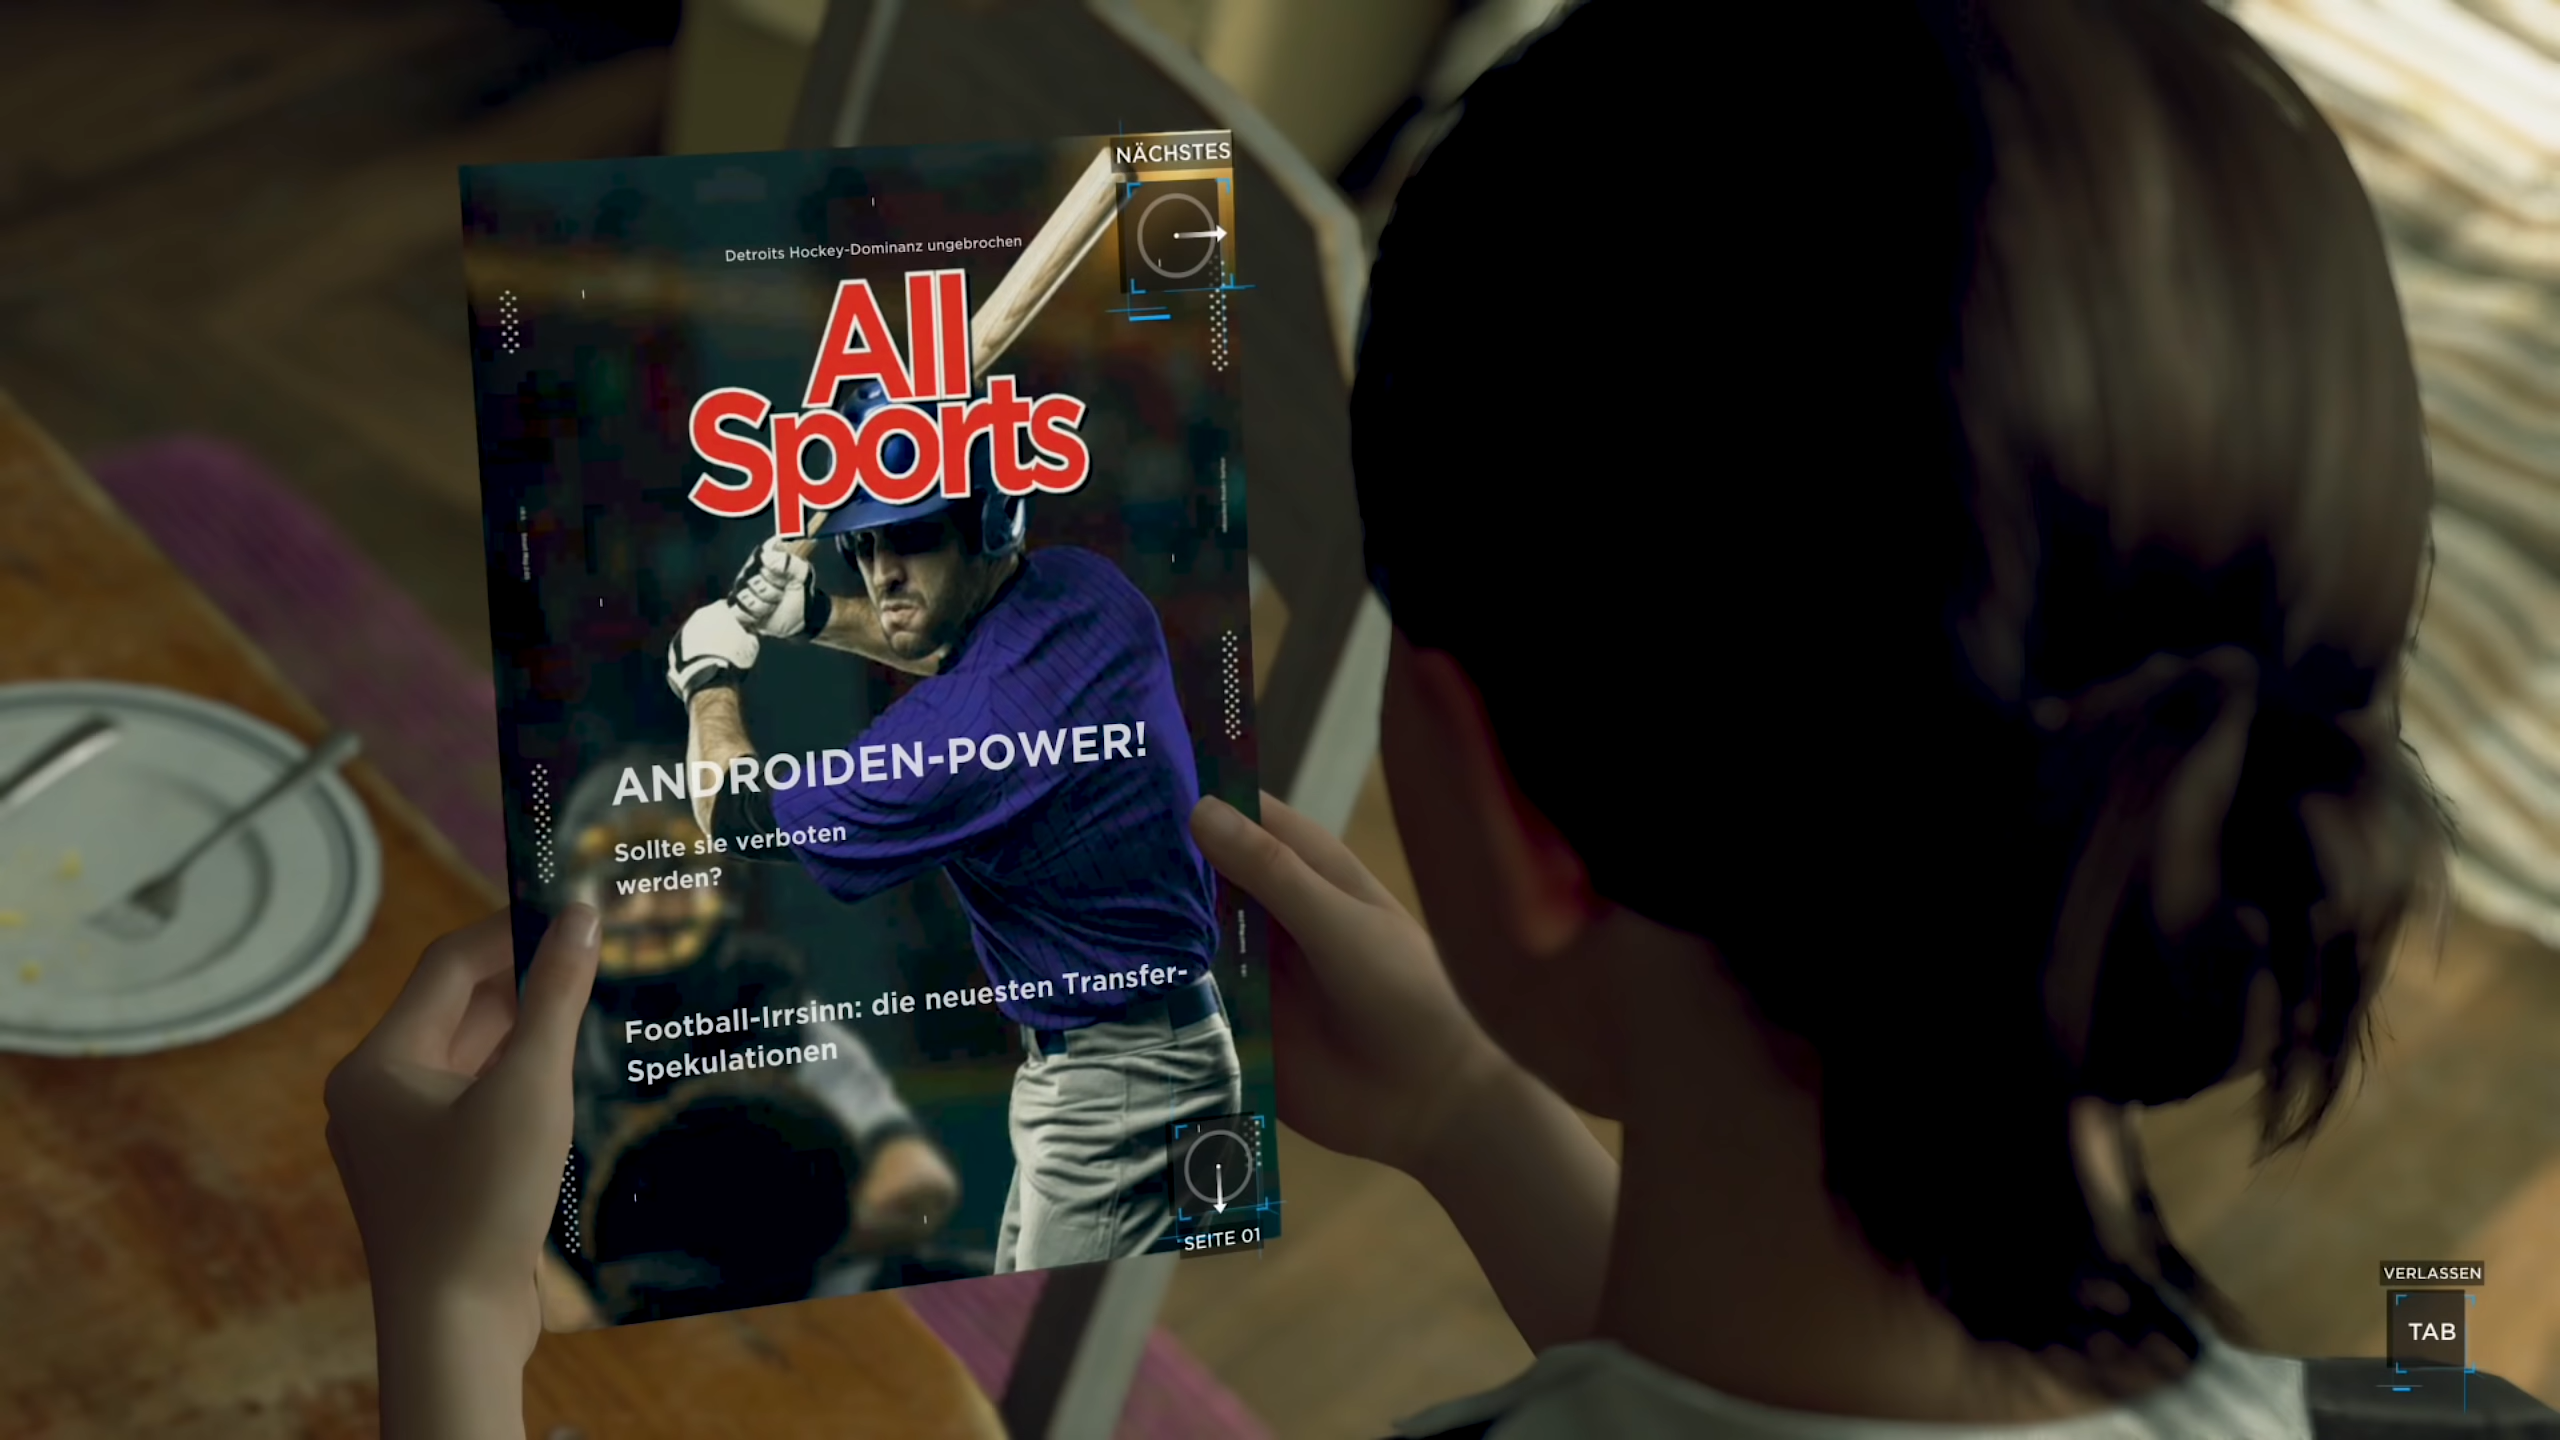 NÄCHSTES
Detroits Hockey-Dominanz ungebrochen
All
Sports
ANDROIDEN-POWER!
Sollte sie verboten
werden?
Football-Irrsinn: die neuesten Transfer-
Spekulationen
SEITE 01
VERLASSEN
TAB